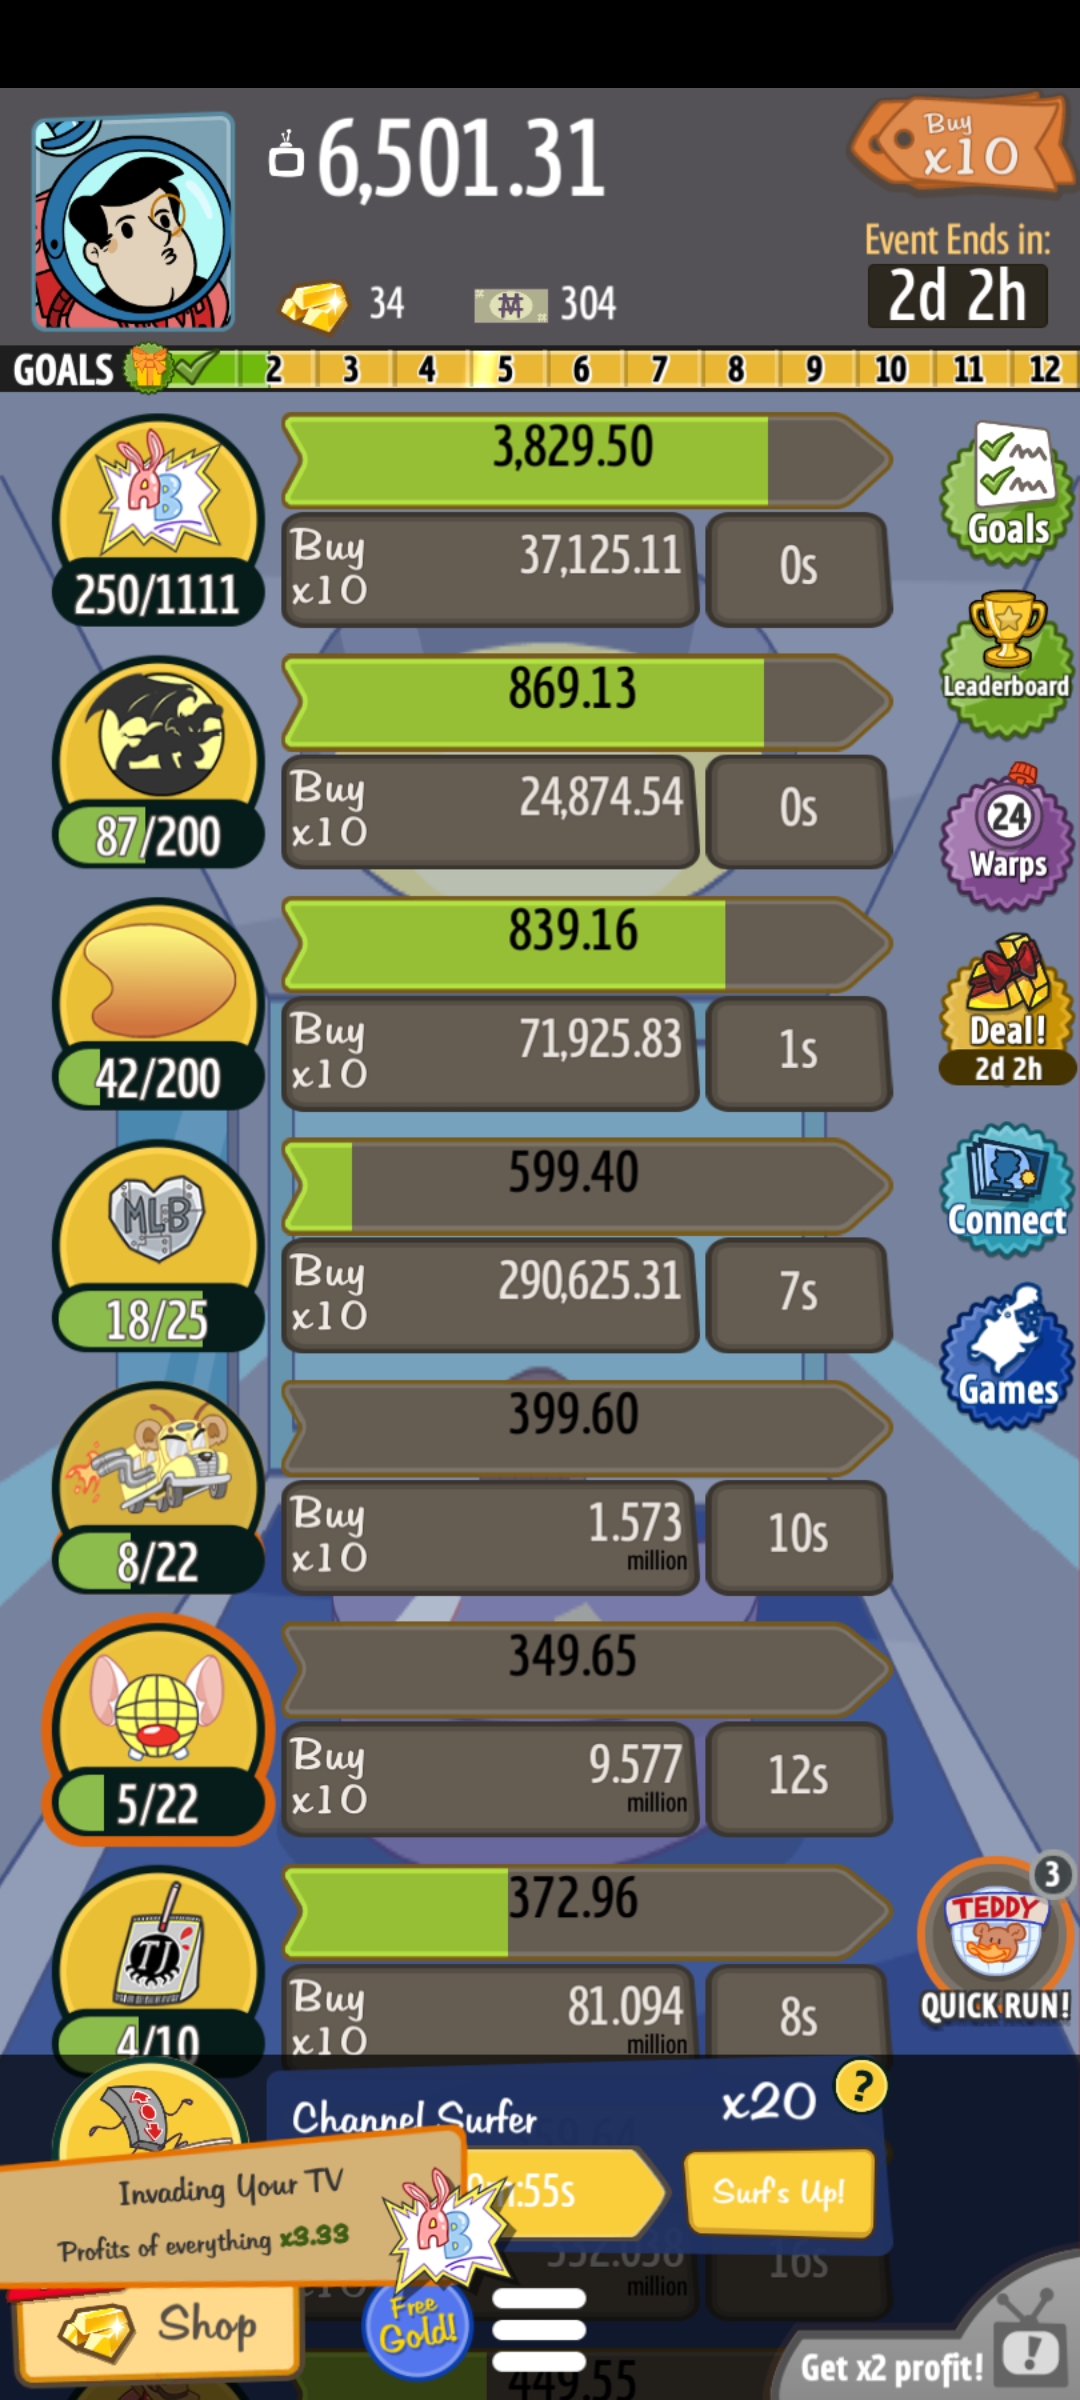 6,501.31
Buy
x10
34
304
Event Ends in:
2d 2h
GOALS 2 3 4 5 6 7 8 9 10 11 12
AB
3,829.50
250/1111
Buy
x10
37,125.11
0s
Goals
869.13
87/200
Buy
x10
24,874.54
0s
Leaderboard
24
Warps
839.16
42/200
Buy
x10
71,925.83
1s
Deal!
2d 2h
MLB
599.40
18/25
Buy
x10
290,625.31
7s
Connect
399.60
8/22
Buy
x10
1.573
million
10s
Games
349.65
5/22
Buy
x10
9.577
million
12s
TJ
372.96
4/10
Buy
x10
81.094
million
8s
3
TEDDY
QUICK RUN!
Channel Surfer
x20
?
:55s
Surf's Up!
Invading Your TV
Profits of everything x3.33
AB
x10
million
16s
Shop
Free
Gold!
449.55
Get x2 profit!
!